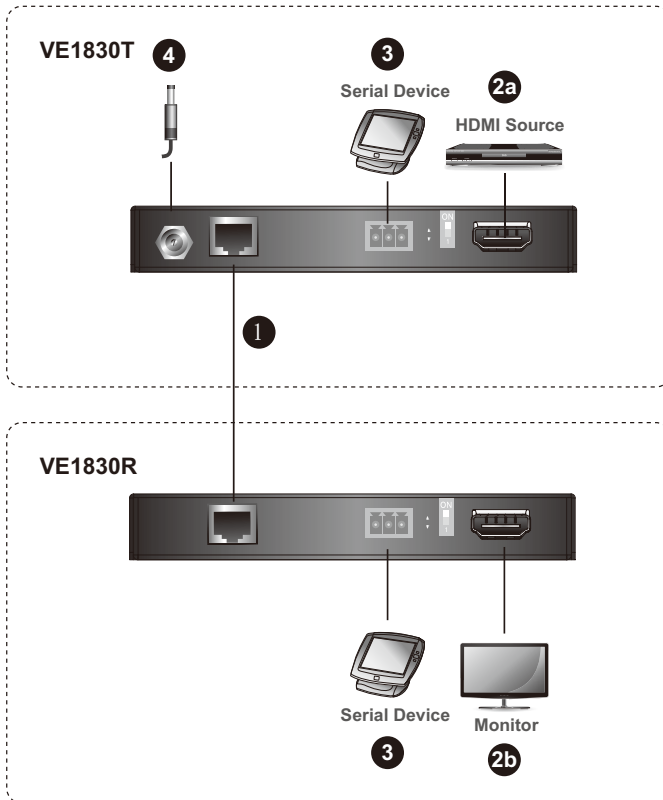 VE1830T
4
3
Serial Device
2a
HDMI Source
ON
1
VE1830R
ON
Serial Device
3
Monitor
2b